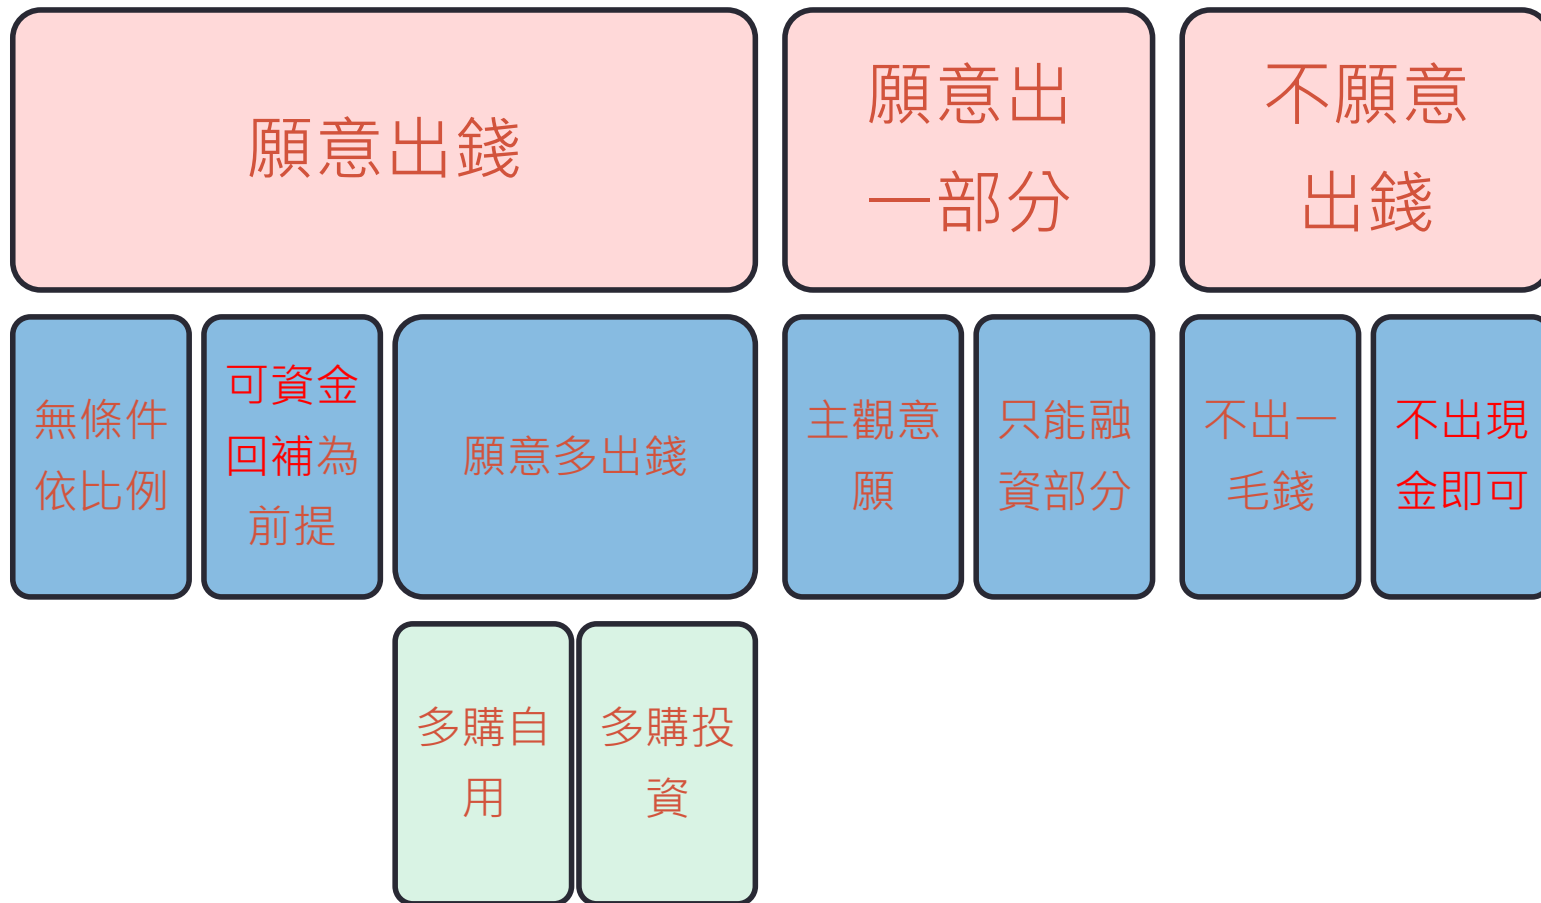 願意出錢
願意出
一部分
不願意
出錢
無條件
依比例
可資金
回補為
前提
願意多出錢
主觀意
願
只能融
資部分
不出一
毛錢
不出現
金即可
多購自
用
多購投
資